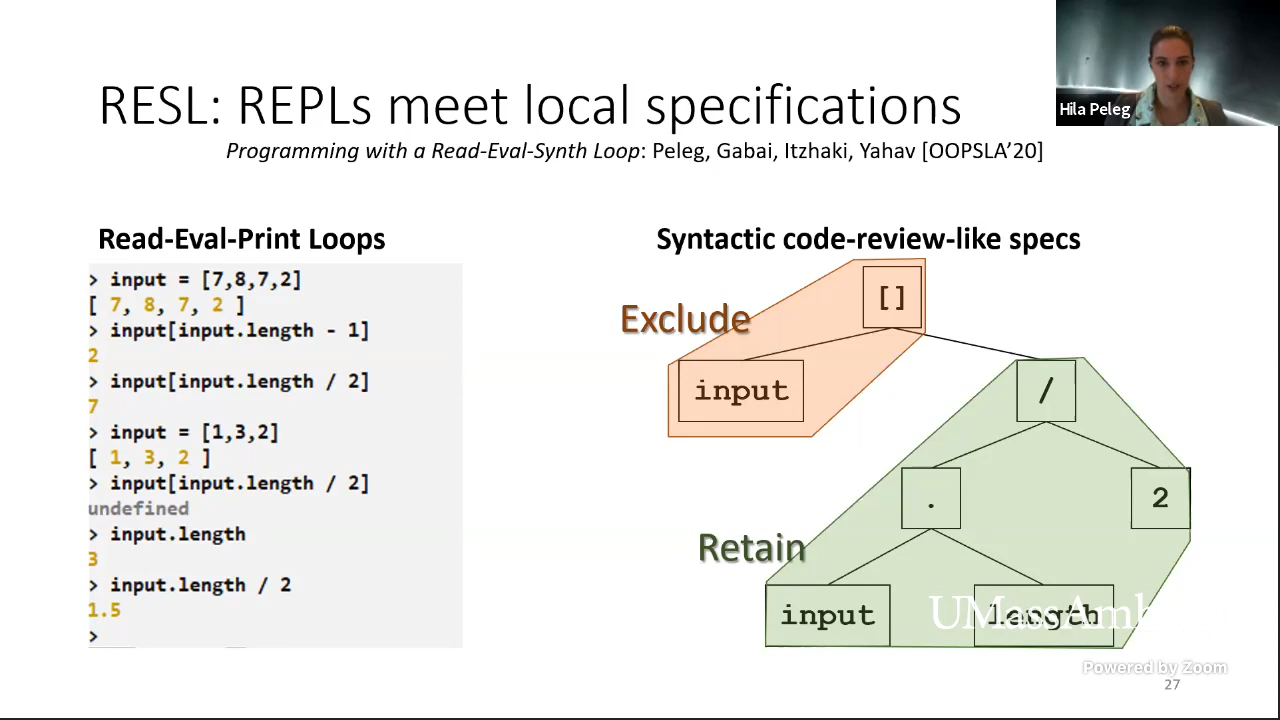 RESL: REPLs meet local specifications
Programming with a Read-Eval-Synth Loop: Peleg, Gabai, Itzhaki, Yahav [OOPSLA'20]
Hila Peleg
Read-Eval-Print Loops
> input = [7,8,7,2]
[ 7, 8, 7, 2 ]
> input[input.length - 1]
2
> input[input.length / 2]
7
> input = [1,3,2]
[ 1, 3, 2 ]
> input[input.length / 2]
undefined
> input.length
3
> input.length / 2
1.5
>
Syntactic code-review-like specs
Exclude
[]
input
/
.
2
Retain
input
length
Powered by Zoom
27